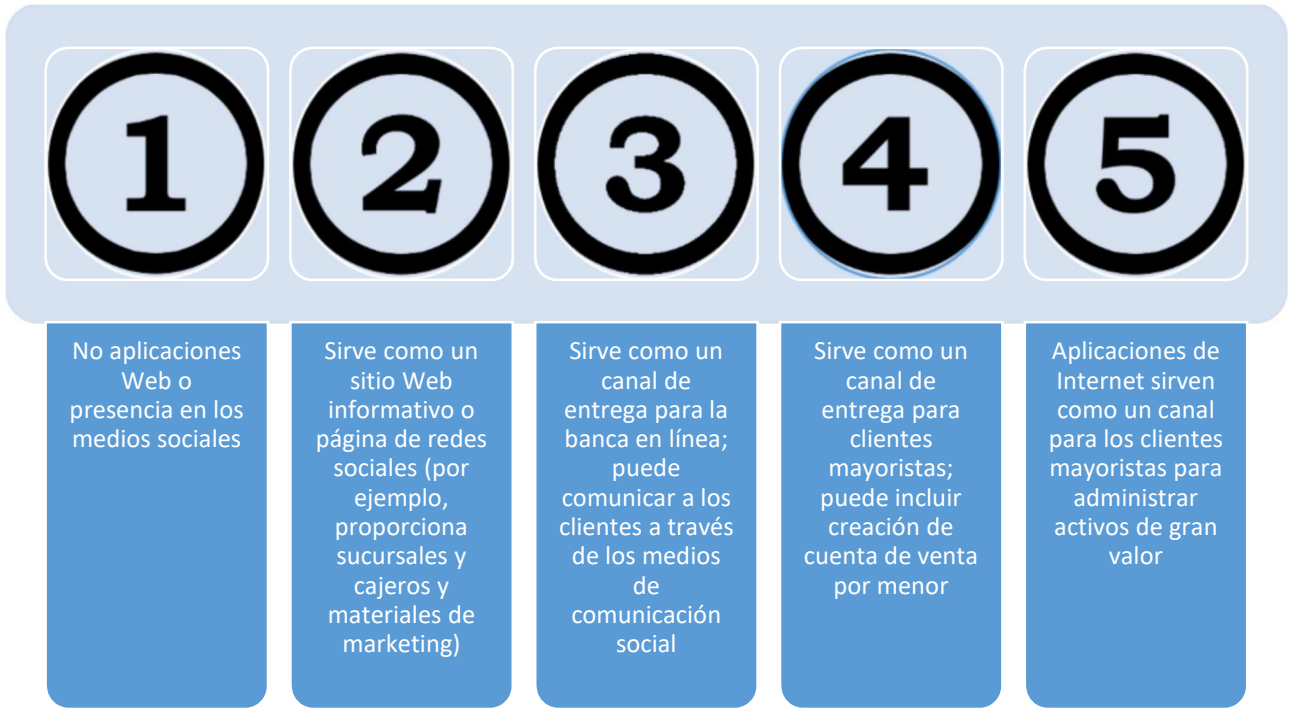 1
2
3
4
5
No aplicaciones
Web o
presencia en los
medios sociales
Sirve como un
sitio Web
informativo o
página de redes
sociales (por
ejemplo,
proporciona
sucursales y
cajeros y
materiales de
marketing)
Sirve como un
canal de
entrega para la
banca en línea;
puede
comunicar a los
clientes a través
de los medios
de
comunicación
social
Sirve como un
canal de
entrega para
clientes
mayoristas;
puede incluir
creación de
cuenta de venta
por menor
Aplicaciones de
Internet sirven
como un canal
para los clientes
mayoristas para
administrar
activos de gran
valor